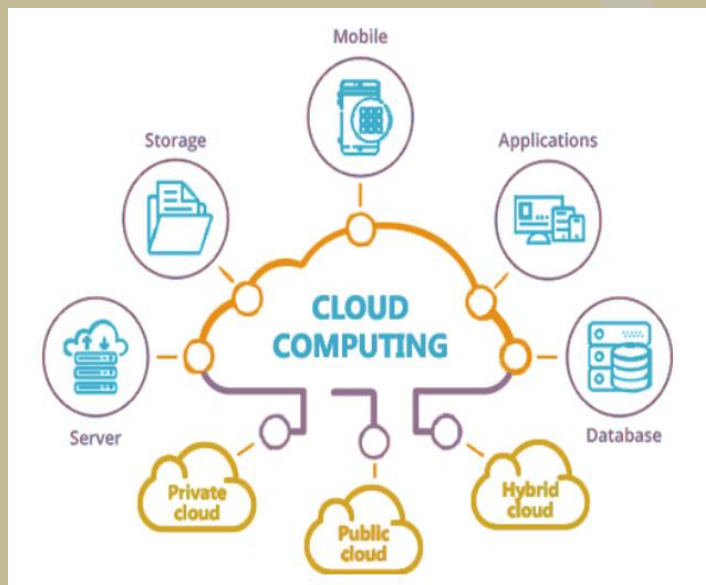 Mobile
Storage
Applications
CLOUD
COMPUTING
Server
Database
Private
cloud
Public
cloud
Hybrid
cloud